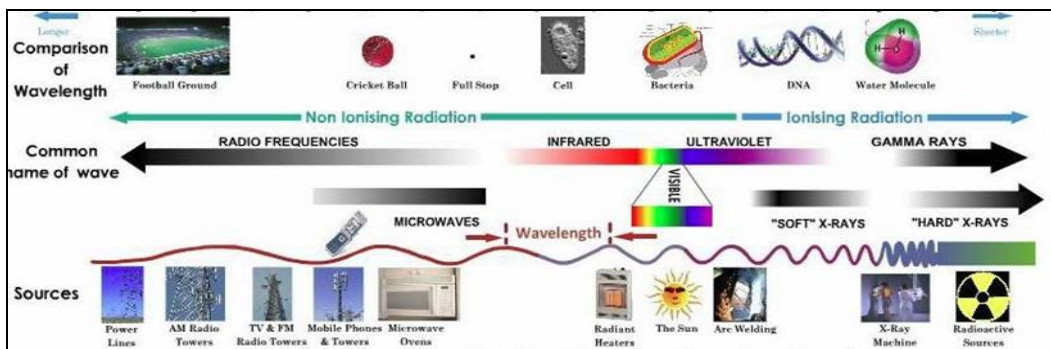 Longer
Shorter
Comparison
of
Wavelength
Football Ground
Cricket Ball
Full Stop
Cell
Bacteria
DNA
Water Molecule
H
O
H
Non Ionising Radiation
Ionising Radiation
Common
name of wave
RADIO FREQUENCIES
INFRARED
ULTRAVIOLET
GAMMA RAYS
VISIBLE
MICROWAVES
"SOFT" X-RAYS
"HARD" X-RAYS
Wavelength
Sources
Power
Lines
AM Radio
Towers
TV & FM
Radio Towers
Mobile Phones
& Towers
Microwave
Ovens
Radiant
Heaters
The Sun
Arc Welding
X-Ray
Machine
Radioactive
Sources